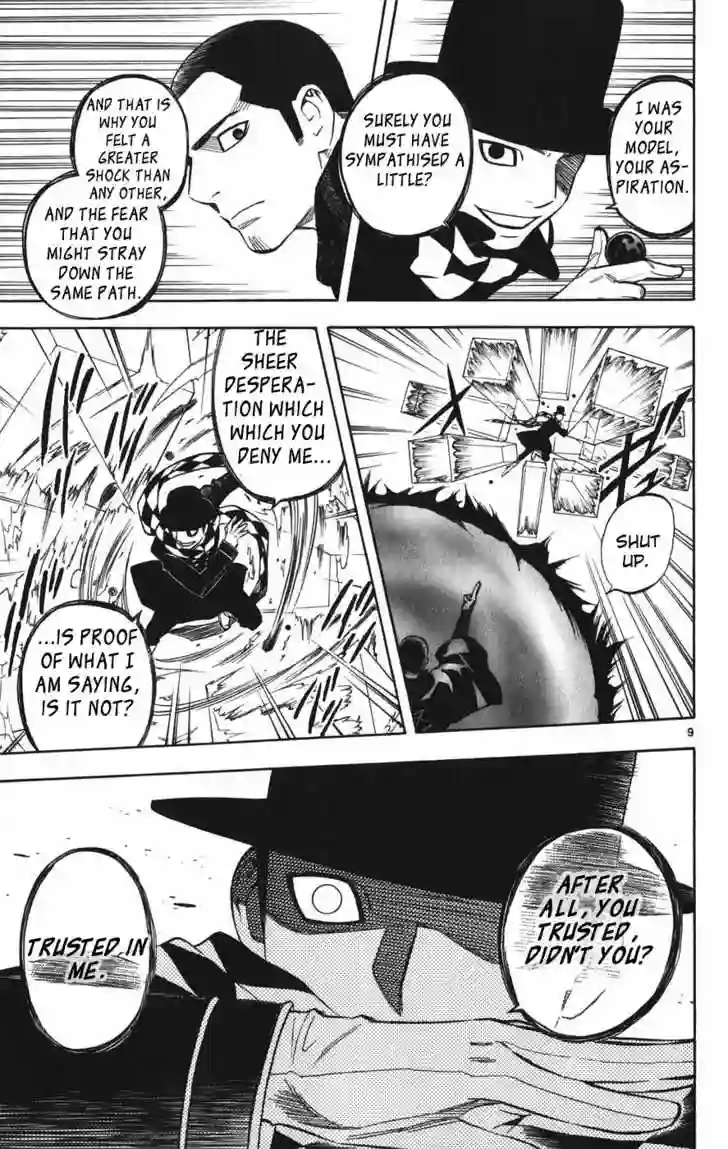 I WAS
YOUR
MODEL,
YOUR AS-
PIRATION.
SURELY YOU
MUST HAVE
SYMPATHISED A
LITTLE?
AND THAT IS
WHY YOU
FELT A
GREATER
SHOCK THAN
ANY OTHER,
AND THE FEAR
THAT YOU
MIGHT STRAY
DOWN THE
SAME PATH.
SHUT
UP.
THE
SHEER
DESPERA-
TION WHICH
WHICH YOU
DENY ME...
...IS PROOF
OF WHAT I
AM SAYING,
IS IT NOT?
9
AFTER
ALL, YOU
TRUSTED,
DIDN'T YOU?
TRUSTED IN
ME.